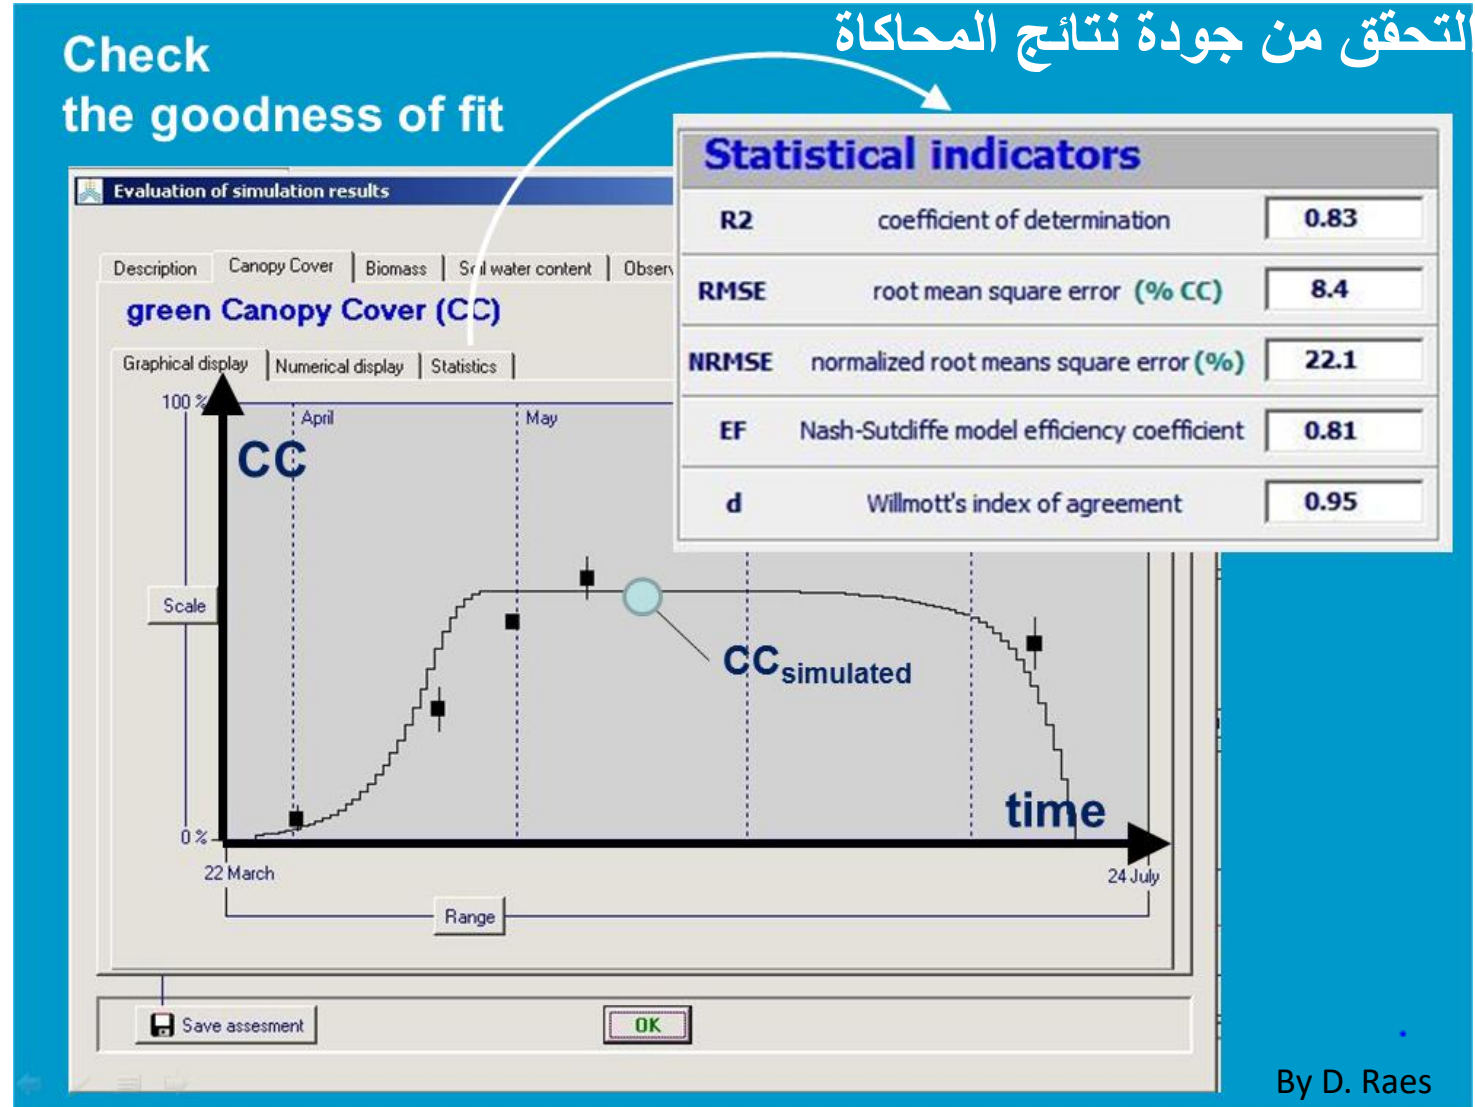 التحقق من جودة نتائج المحاكاة
Check
the goodness of fit
Statistical indicators
R2 coefficient of determination 0.83
RMSE root mean square error (% CC) 8.4
NRMSE normalized root means square error (%) 22.1
EF Nash-Sutcliffe model efficiency coefficient 0.81
d Willmott's index of agreement 0.95
Evaluation of simulation results
Description Canopy Cover Biomass Soil water content Observ
green Canopy Cover (CC)
Graphical display Numerical display Statistics
100 %
April May
CC
Scale
CCsimulated
time
0 %
22 March 24 July
Range
Save assesment OK
By D. Raes